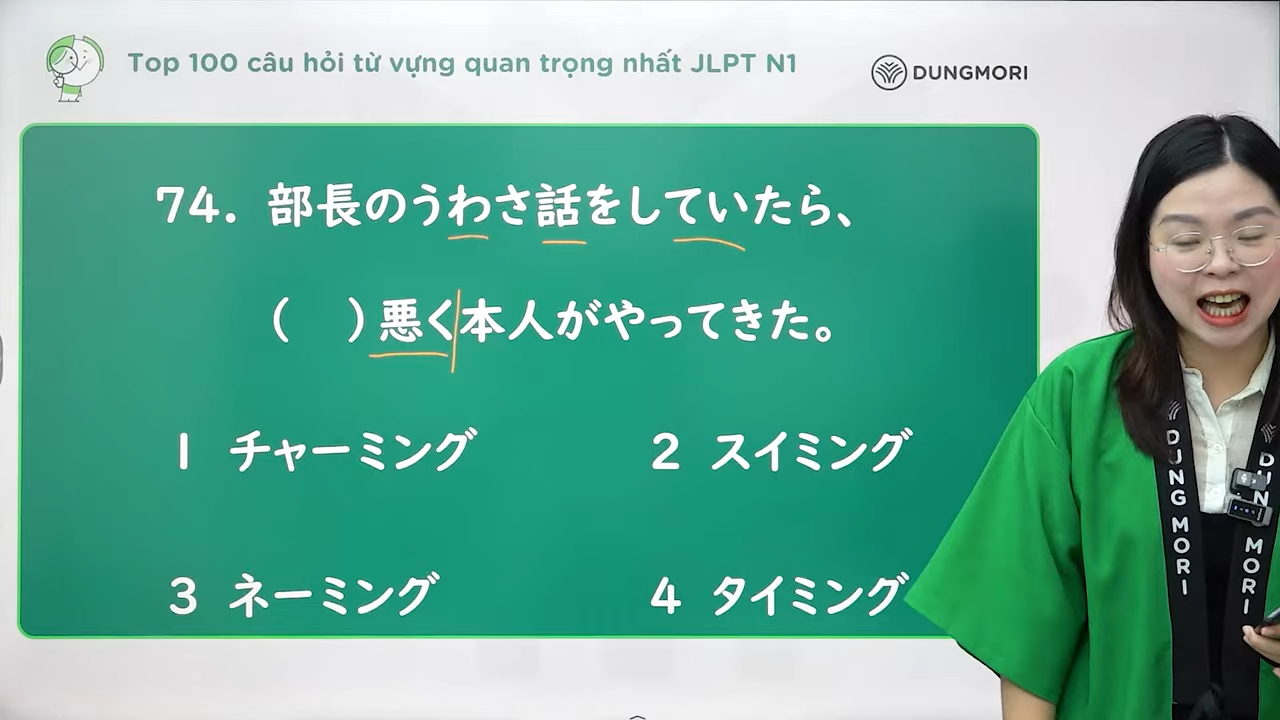 Top 100 câu hỏi từ vựng quan trọng nhất JLPT N1
DUNGMORI
74. 部長のうわさ話をしていたら、
( )悪く本人がやってきた。
1 チャーミング
2 スイミング
3 ネーミング
4 タイミング
DUNG MORI
DUNG MORI